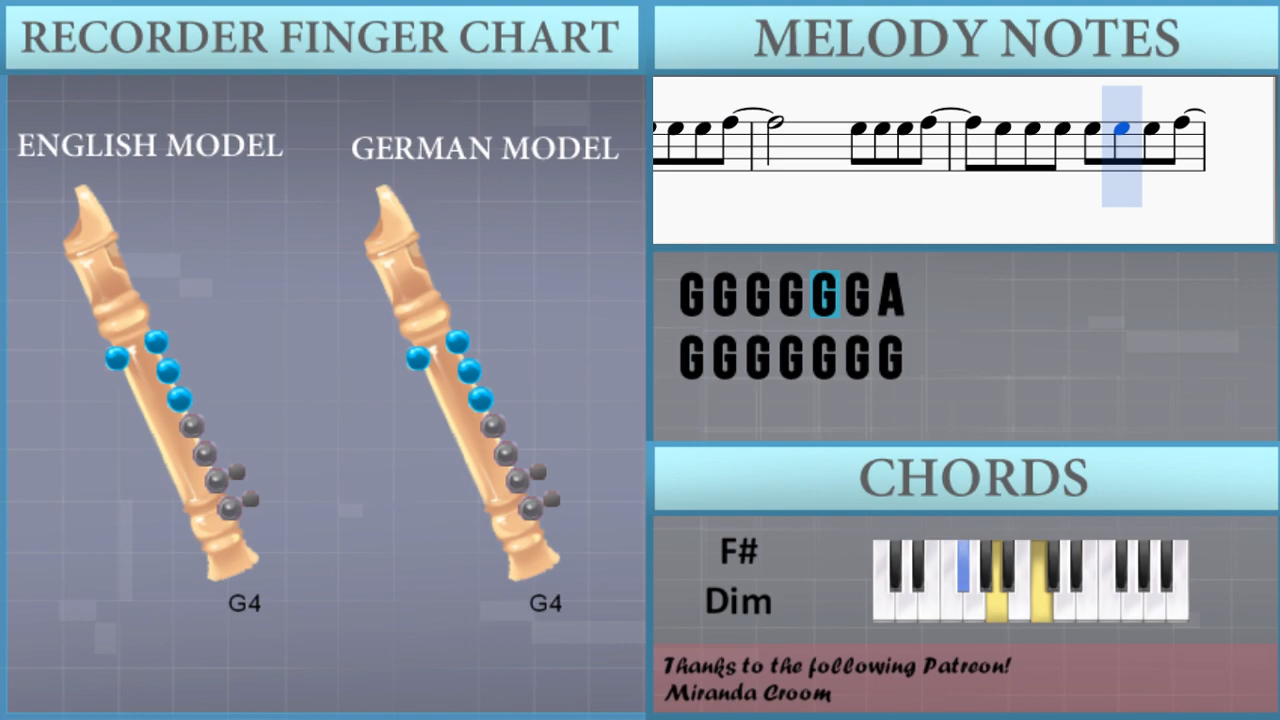 RECORDER FINGER CHART
ENGLISH MODEL
GERMAN MODEL
G4
G4
MELODY NOTES
GGGGGGA
GGGGGGG
CHORDS
F#
Dim
Thanks to the following Patreon!
Miranda Croom